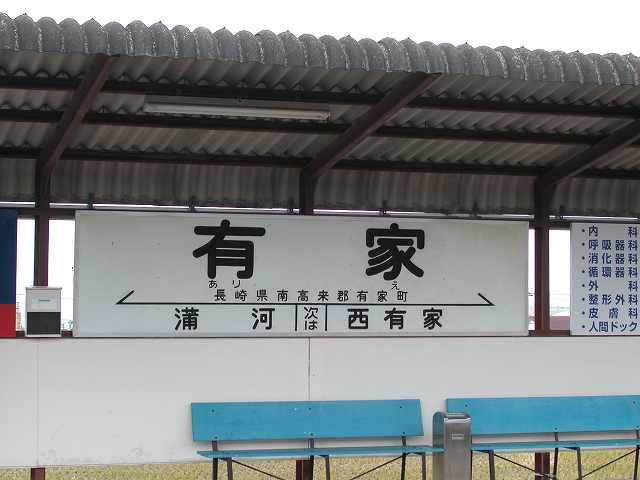 有家
ありえ
長崎県南高来郡有家町
蒲河 次は 西有家
・内科
・呼吸器科
・消化器科
・循環器科
・外科
・整形外科
・皮膚科
・人間ドック